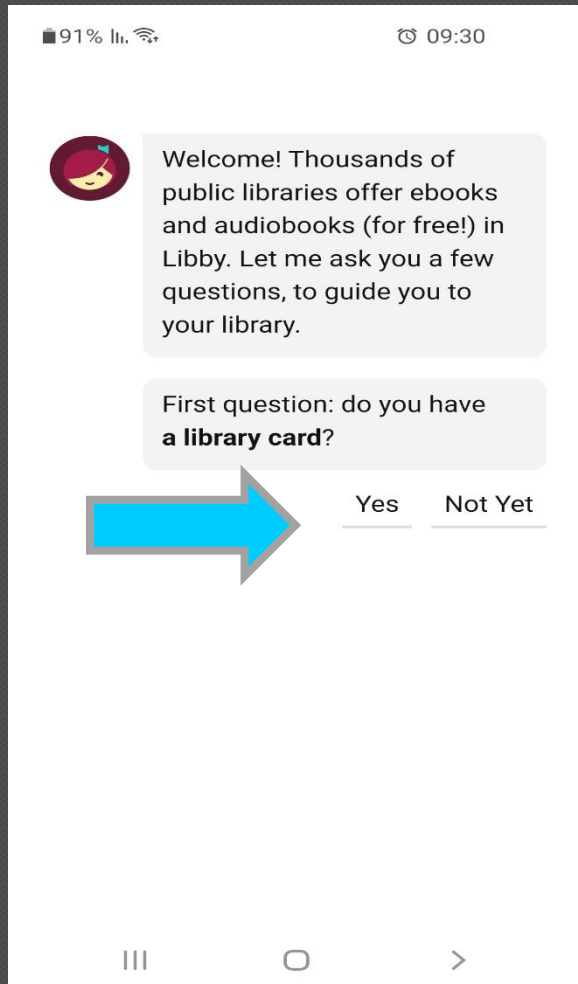 91% 09:30
Welcome! Thousands of
public libraries offer ebooks
and audiobooks (for free!) in
Libby. Let me ask you a few
questions, to guide you to
your library.
First question: do you have
a library card?
Yes Not Yet